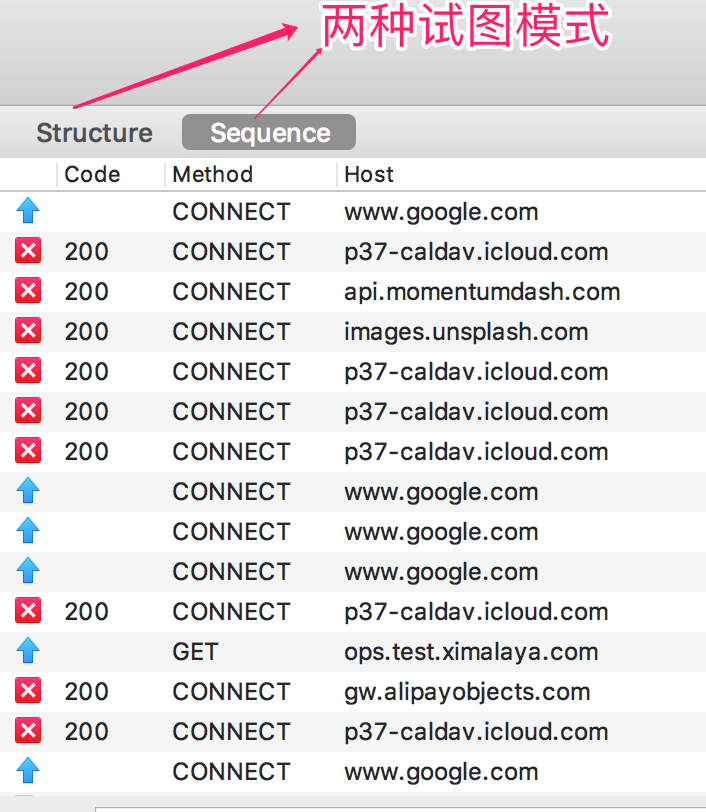 两种试图模式
Structure Sequence
Code Method Host
CONNECT www.google.com
200 CONNECT p37-caldav.icloud.com
200 CONNECT api.momentumdash.com
200 CONNECT images.unsplash.com
200 CONNECT p37-caldav.icloud.com
200 CONNECT p37-caldav.icloud.com
200 CONNECT p37-caldav.icloud.com
CONNECT www.google.com
CONNECT www.google.com
CONNECT www.google.com
200 CONNECT p37-caldav.icloud.com
GET ops.test.ximalaya.com
200 CONNECT gw.alipayobjects.com
200 CONNECT p37-caldav.icloud.com
CONNECT www.google.com